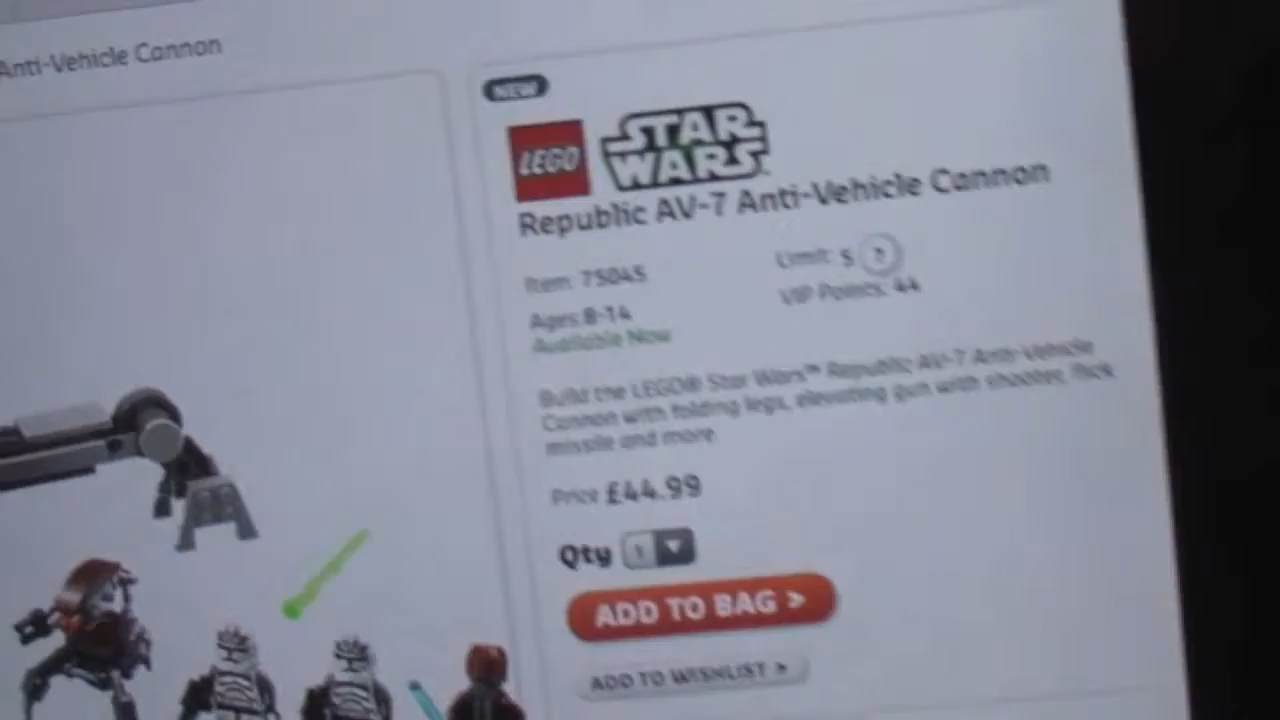 Anti-Vehicle Cannon
NEW
LEGO STAR WARS
Republic AV-7 Anti-Vehicle Cannon
Item: 75045
Limit: 5 ?
Ages: 8-14
VIP Points: 44
Available Now
Build the LEGO® Star Wars™ Republic AV-7 Anti-Vehicle
Cannon with folding legs, elevating gun with shooter, flick
missile and more
Price £44.99
Qty 1
ADD TO BAG >
ADD TO WISHLIST >